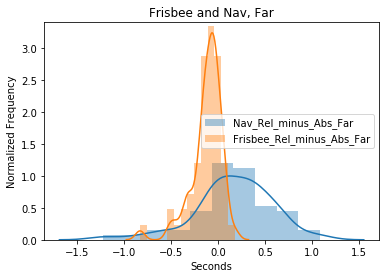 Frisbee and Nav, Far
Normalized Frequency
3.0
2.5
2.0
1.5
1.0
0.5
0.0
Nav_Rel_minus_Abs_Far
Frisbee_Rel_minus_Abs_Far
−1.5 −1.0 −0.5 0.0 0.5 1.0 1.5
Seconds